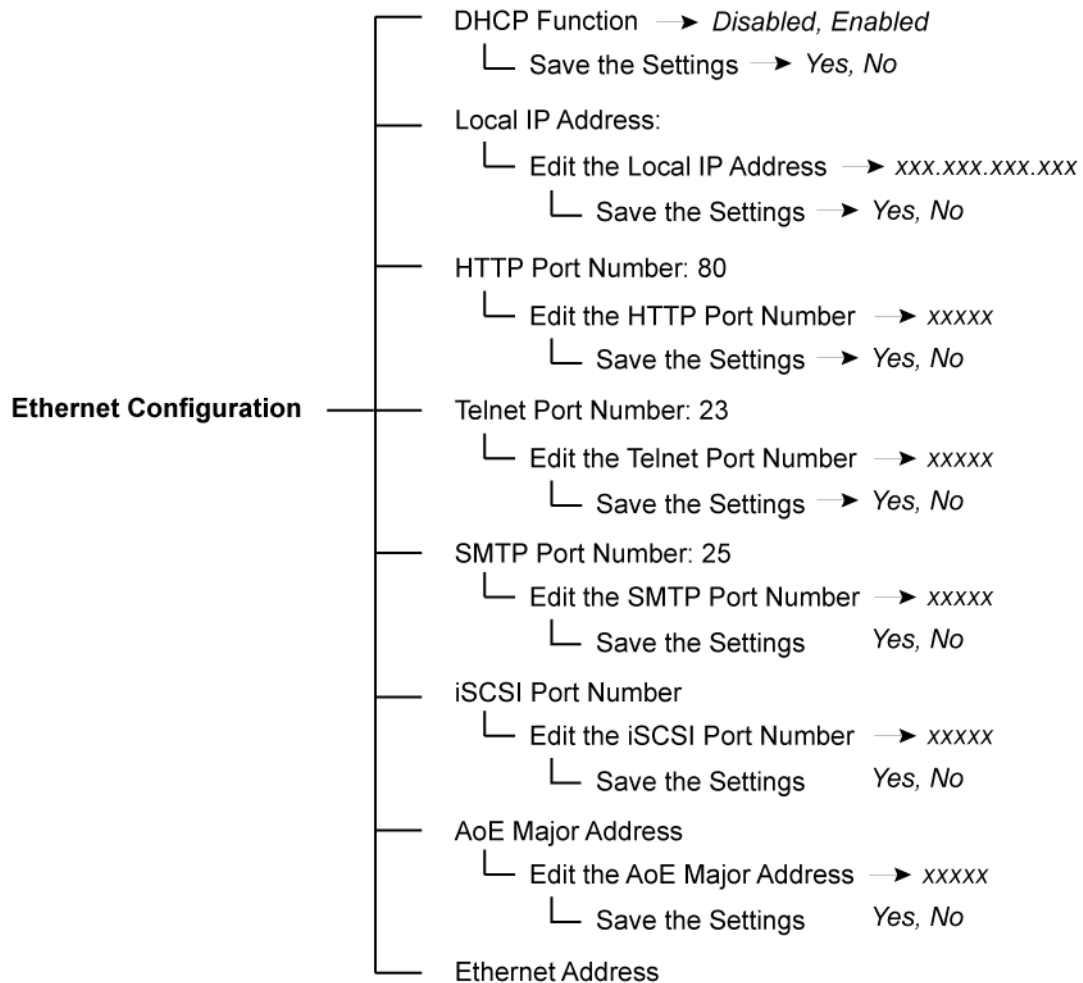 DHCP Function → Disabled, Enabled
Save the Settings → Yes, No
Local IP Address:
Edit the Local IP Address → xxx.xxx.xxx.xxx
Save the Settings → Yes, No
HTTP Port Number: 80
Edit the HTTP Port Number → xxxxx
Save the Settings → Yes, No
Ethernet Configuration
Telnet Port Number: 23
Edit the Telnet Port Number → xxxxx
Save the Settings → Yes, No
SMTP Port Number: 25
Edit the SMTP Port Number → xxxxx
Save the Settings Yes, No
iSCSI Port Number
Edit the iSCSI Port Number → xxxxx
Save the Settings Yes, No
AoE Major Address
Edit the AoE Major Address → xxxxx
Save the Settings Yes, No
Ethernet Address